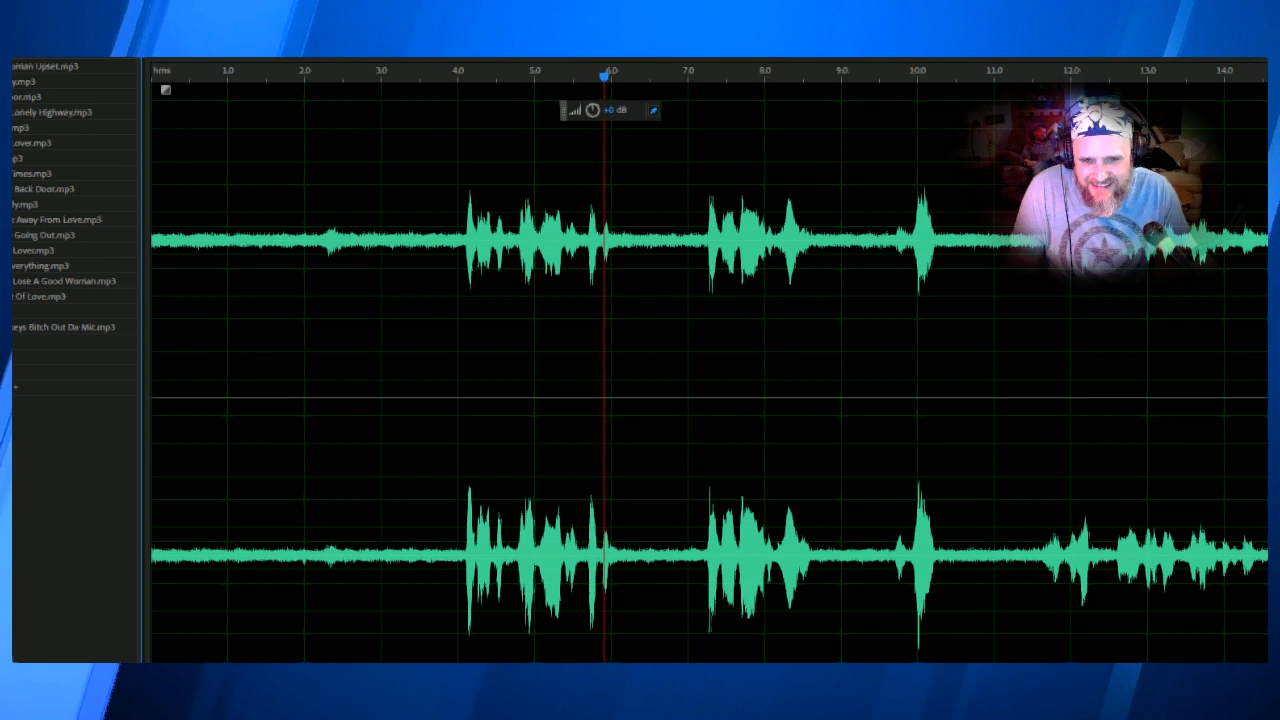 hms 1.0 2.0 3.0 4.0 5.0 6.0 7.0 8.0 9.0 10.0 11.0 12.0 13.0 14.0
+0 dB
oman Upset.mp3
y.mp3
oor.mp3
Lonely Highway.mp3
mp3
Lover.mp3
p3
Times.mp3
Back Door.mp3
ly.mp3
Away From Love.mp3
Going Out.mp3
Loves.mp3
verything.mp3
Lose A Good Woman.mp3
Of Love.mp3
eys Bitch Out Da Mic.mp3